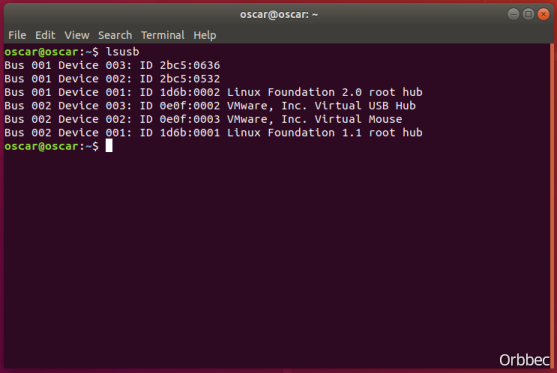 oscar@oscar: ~
File Edit View Search Terminal Help
oscar@oscar:~$ lsusb
Bus 001 Device 003: ID 2bc5:0636
Bus 001 Device 002: ID 2bc5:0532
Bus 001 Device 001: ID 1d6b:0002 Linux Foundation 2.0 root hub
Bus 002 Device 003: ID 0e0f:0002 VMware, Inc. Virtual USB Hub
Bus 002 Device 002: ID 0e0f:0003 VMware, Inc. Virtual Mouse
Bus 002 Device 001: ID 1d6b:0001 Linux Foundation 1.1 root hub
oscar@oscar:~$
Orbbec